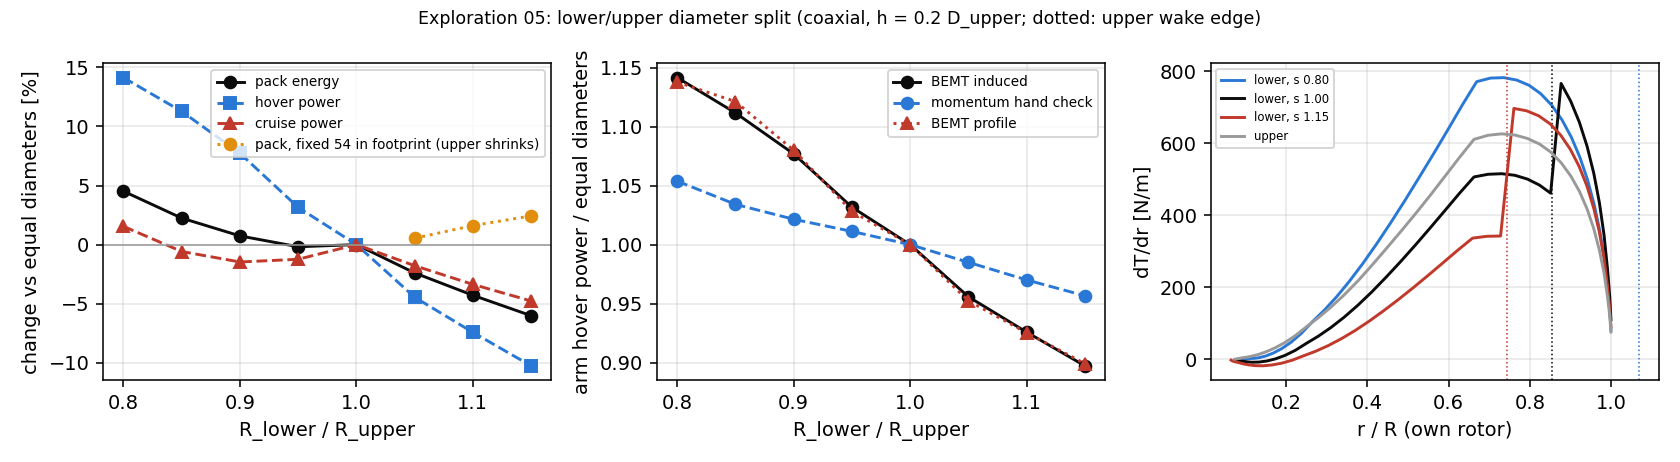 Exploration 05: lower/upper diameter split (coaxial, h = 0.2 D_upper; dotted: upper wake edge)
change vs equal diameters [%]
15
10
5
0
−5
−10
pack energy
hover power
cruise power
pack, fixed 54 in footprint (upper shrinks)
0.8
0.9
1.0
1.1
R_lower / R_upper
arm hover power / equal diameters
1.15
1.10
1.05
1.00
0.95
0.90
BEMT induced
momentum hand check
BEMT profile
0.8
0.9
1.0
1.1
R_lower / R_upper
dT/dr [N/m]
800
600
400
200
0
lower, s 0.80
lower, s 1.00
lower, s 1.15
upper
0.2
0.4
0.6
0.8
1.0
r / R (own rotor)